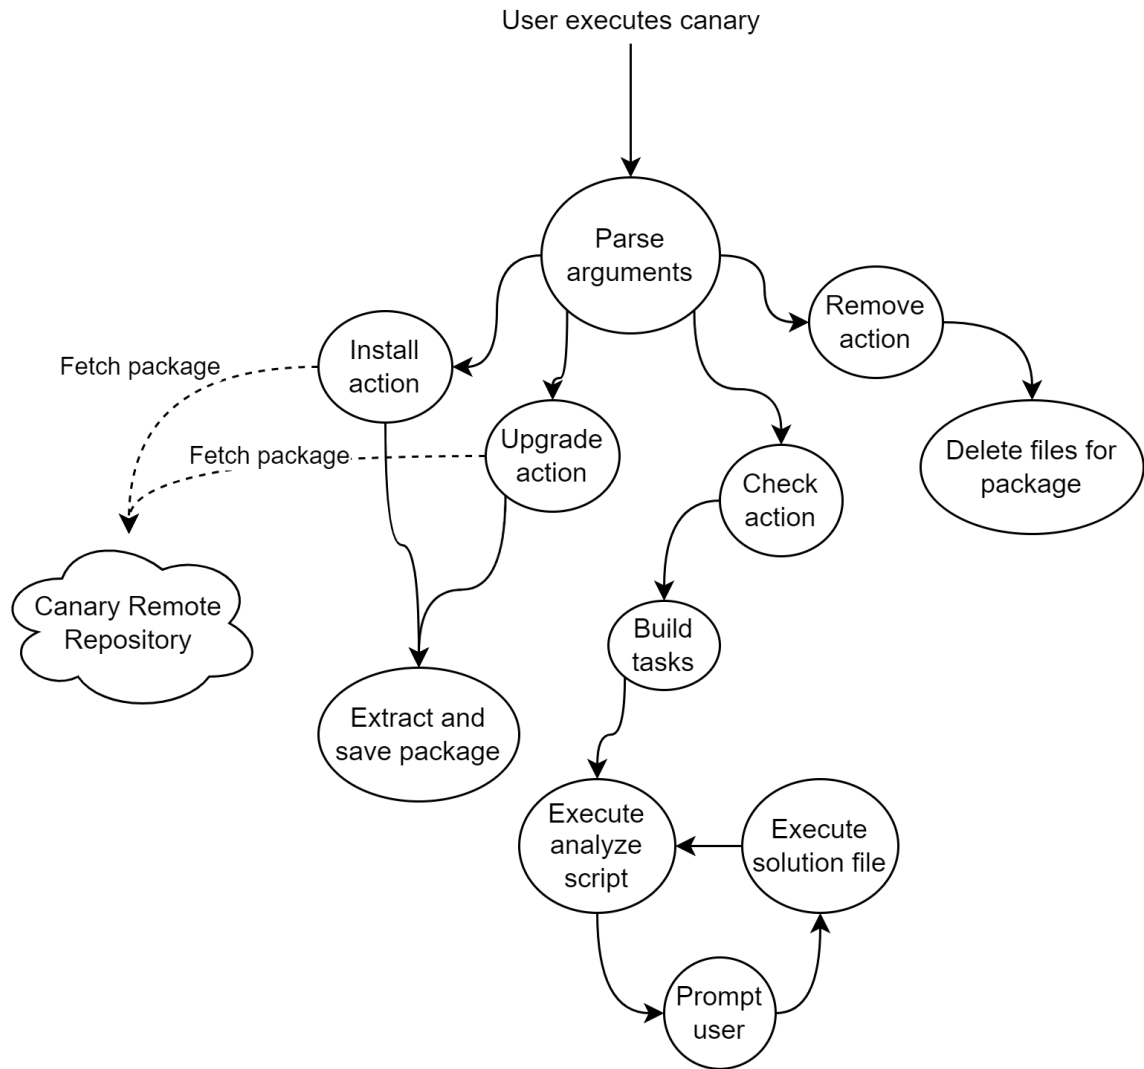 User executes canary
Parse
arguments
Remove
action
Install
action
Fetch package
Upgrade
action
Fetch package
Delete files for
package
Check
action
Canary Remote
Repository
Build
tasks
Extract and
save package
Execute
analyze
script
Execute
solution file
Prompt
user